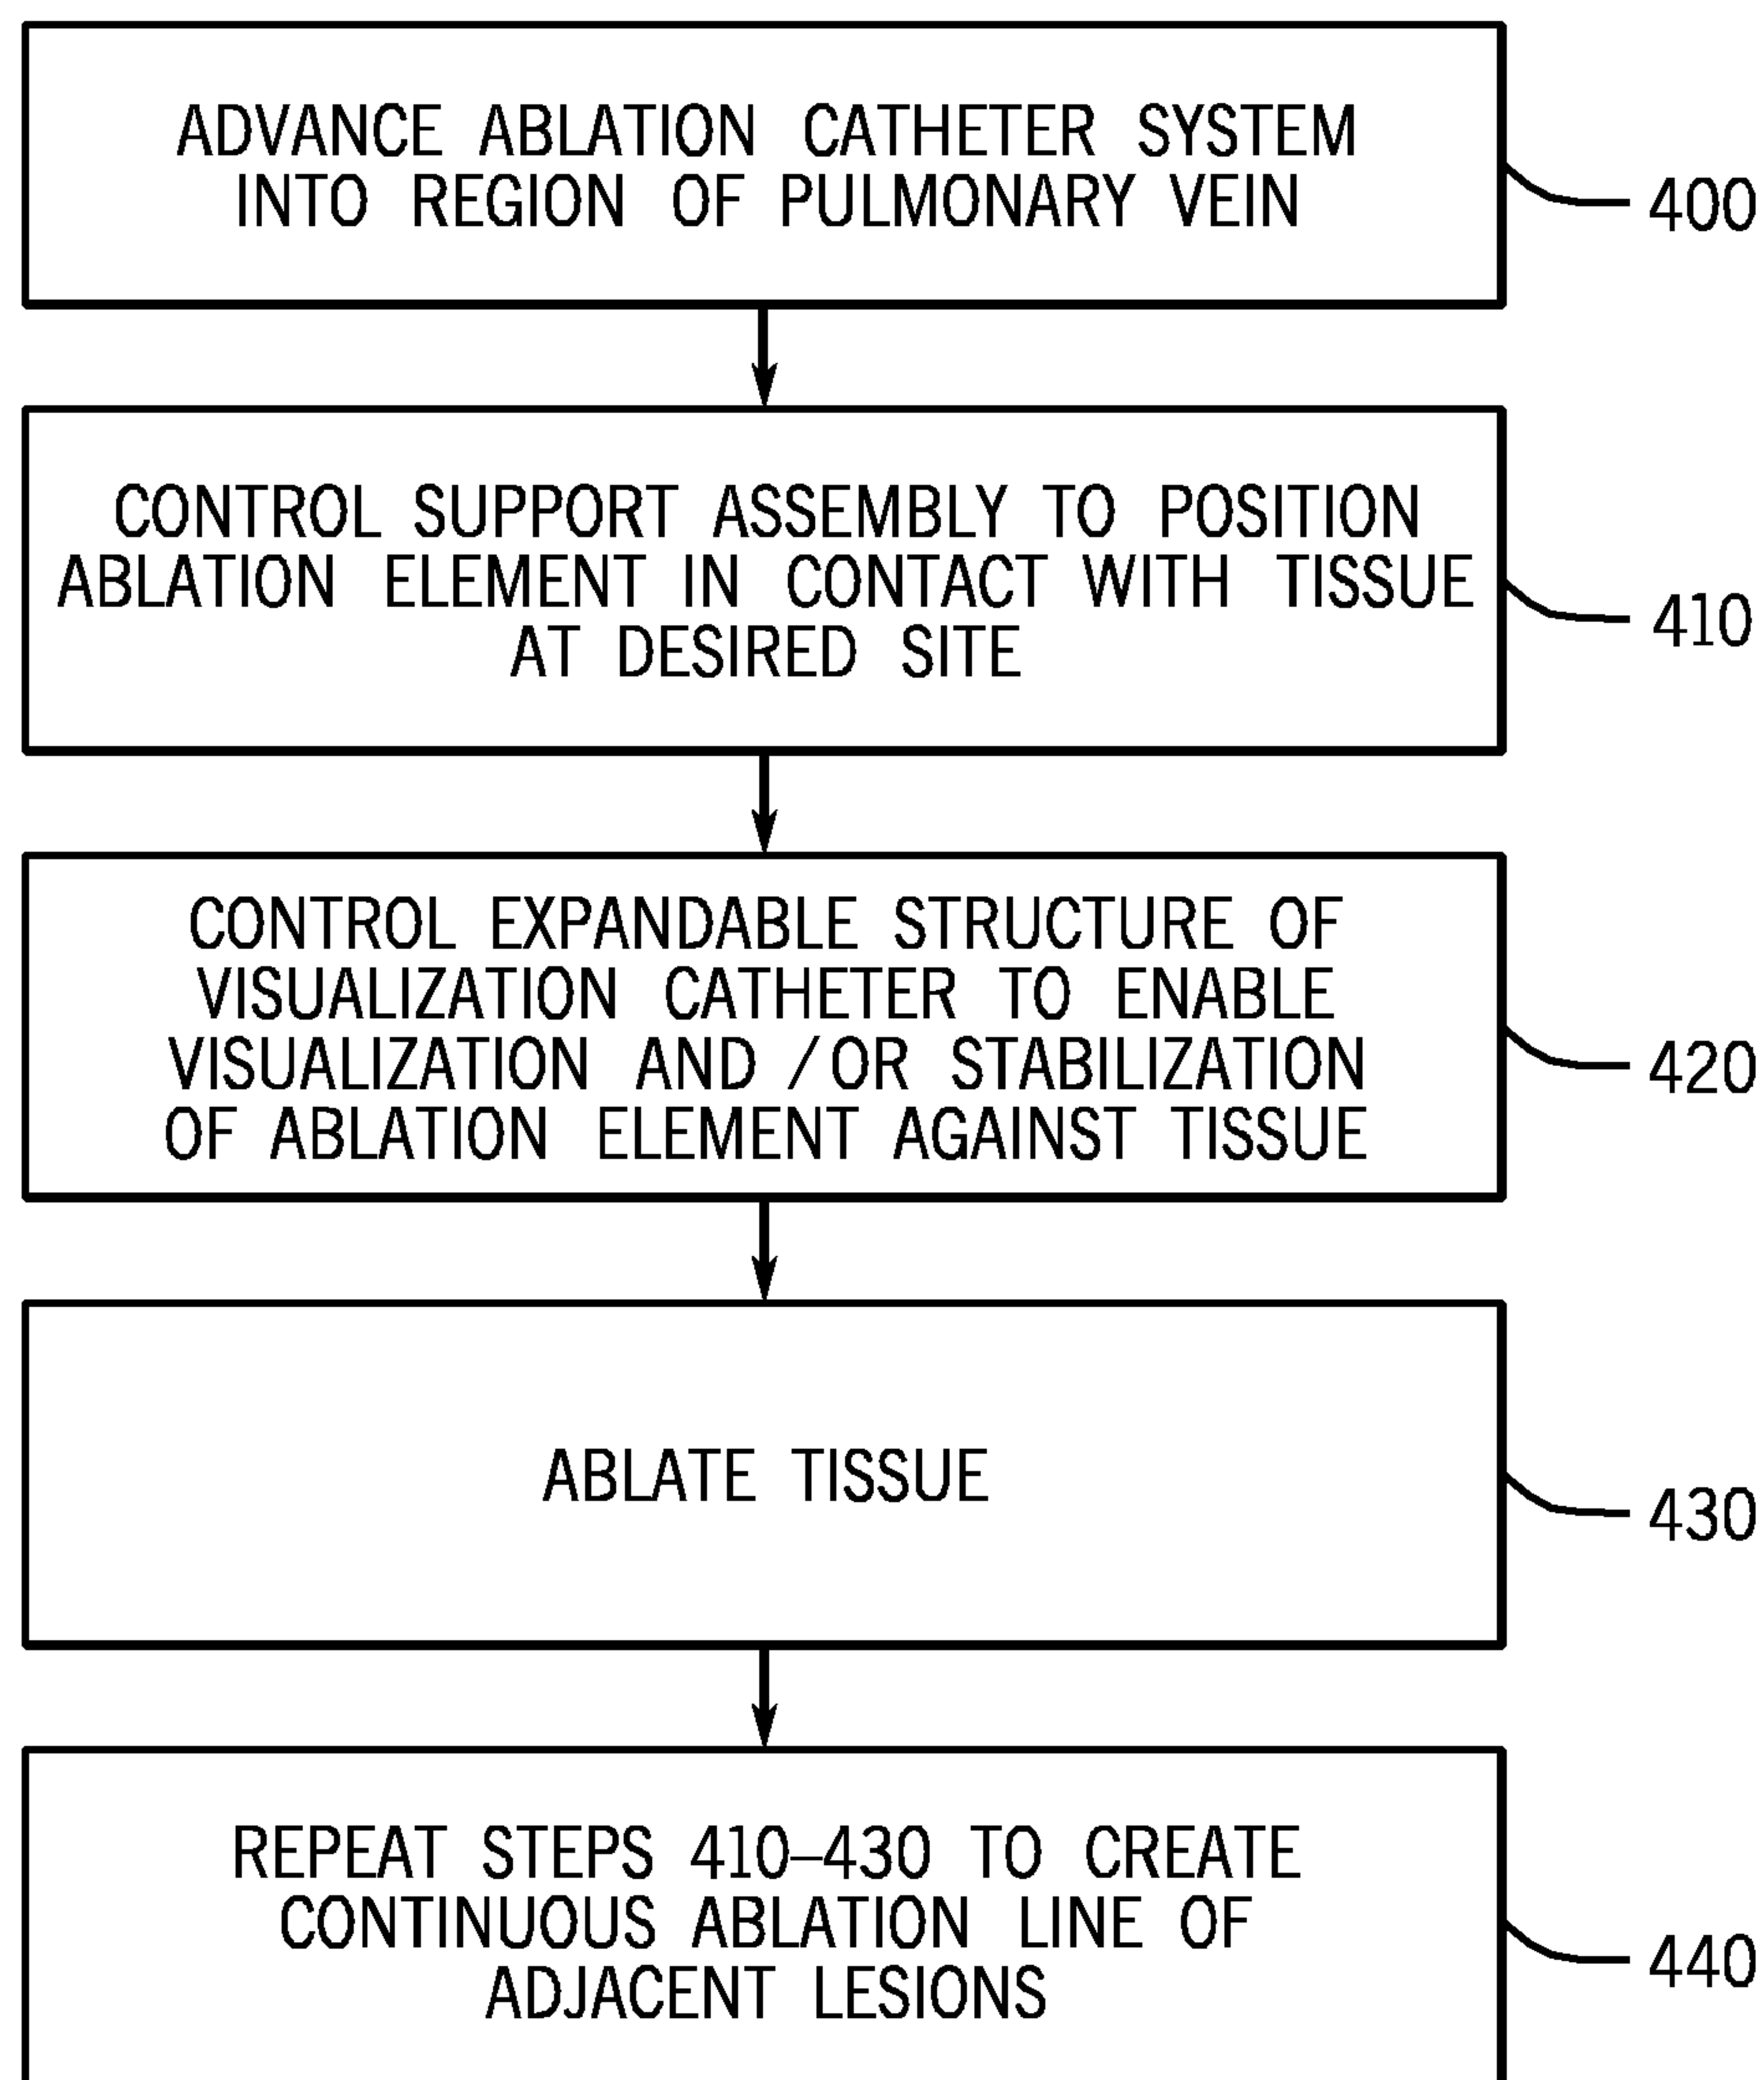 ADVANCE ABLATION CATHETER SYSTEM
INTO REGION OF PULMONARY VEIN
400
CONTROL SUPPORT ASSEMBLY TO POSITION
ABLATION ELEMENT IN CONTACT WITH TISSUE
AT DESIRED SITE
410
CONTROL EXPANDABLE STRUCTURE OF
VISUALIZATION CATHETER TO ENABLE
VISUALIZATION AND /OR STABILIZATION
OF ABLATION ELEMENT AGAINST TISSUE
420
ABLATE TISSUE
430
REPEAT STEPS 410–430 TO CREATE
CONTINUOUS ABLATION LINE OF
ADJACENT LESIONS
440